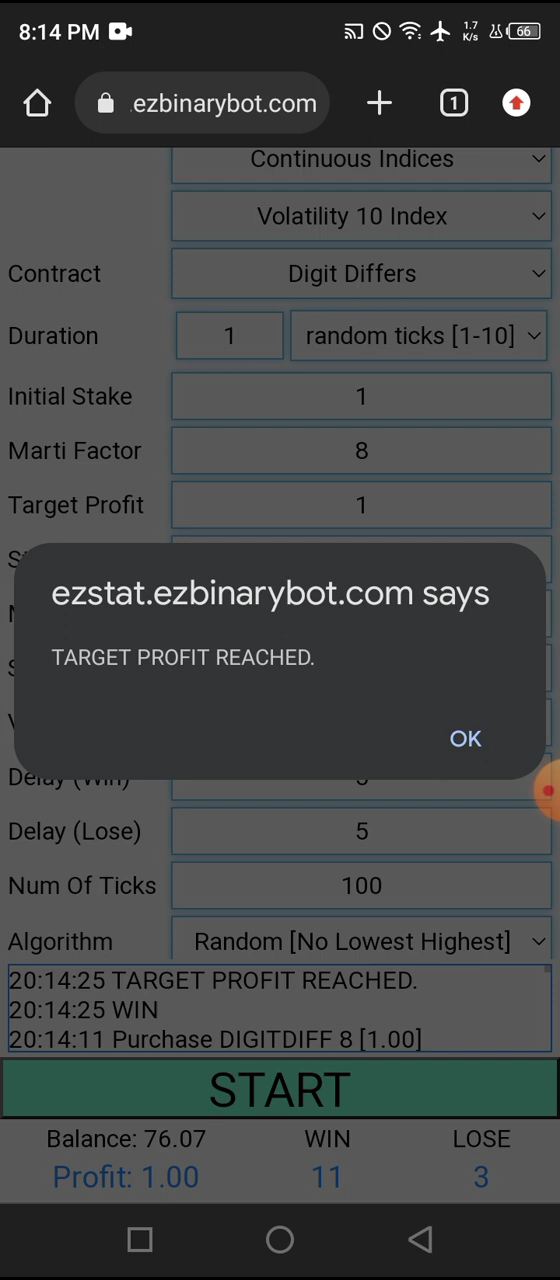 8:14 PM 1.7 K/s 66
.ezbinarybot.com 1
Continuous Indices
Volatility 10 Index
Contract Digit Differs
Duration 1 random ticks [1-10]
Initial Stake 1
Marti Factor 8
Target Profit 1
ezstat.ezbinarybot.com says
TARGET PROFIT REACHED.
OK
Delay (Win)
Delay (Lose) 5
Num Of Ticks 100
Algorithm Random [No Lowest Highest]
20:14:25 TARGET PROFIT REACHED.
20:14:25 WIN
20:14:11 Purchase DIGITDIFF 8 [1.00]
START
Balance: 76.07 WIN LOSE
Profit: 1.00 11 3